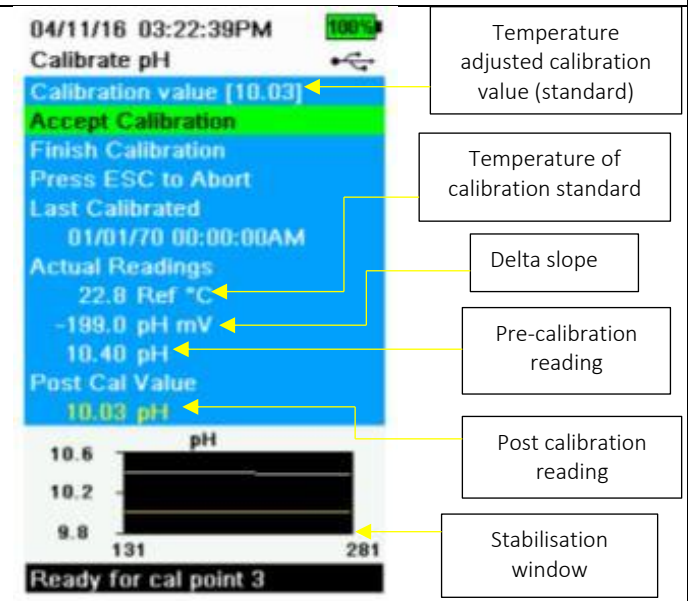 04/11/16 03:22:39PM 100%
Calibrate pH
Calibration value [10.03]
Accept Calibration
Finish Calibration
Press ESC to Abort
Last Calibrated
01/01/70 00:00:00AM
Actual Readings
22.8 Ref °C
-199.0 pH mV
10.40 pH
Post Cal Value
10.03 pH
pH
10.6
10.2
9.8
131 281
Ready for cal point 3
Temperature
adjusted calibration
value (standard)
Temperature of
calibration standard
Delta slope
Pre-calibration
reading
Post calibration
reading
Stabilisation
window